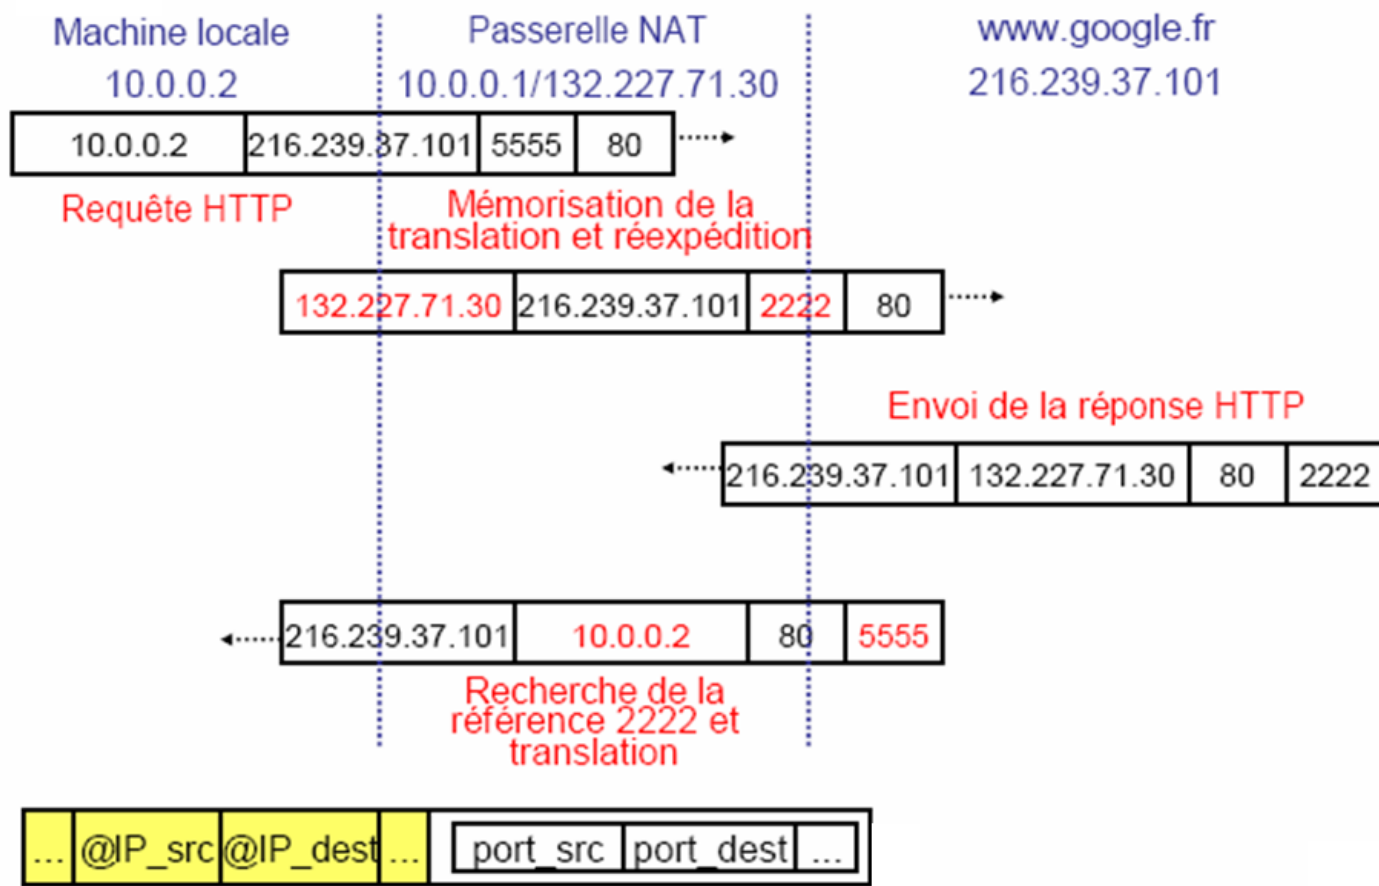 Machine locale
Passerelle NAT
www.google.fr
10.0.0.2
10.0.0.1/132.227.71.30
216.239.37.101
10.0.0.2 216.239.37.101 5555 80
Requête HTTP
Mémorisation de la
translation et réexpédition
132.227.71.30 216.239.37.101 2222 80
Envoi de la réponse HTTP
216.239.37.101 132.227.71.30 80 2222
216.239.37.101 10.0.0.2 80 5555
Recherche de la
référence 2222 et
translation
... @IP_src @IP_dest ... port_src port_dest ...